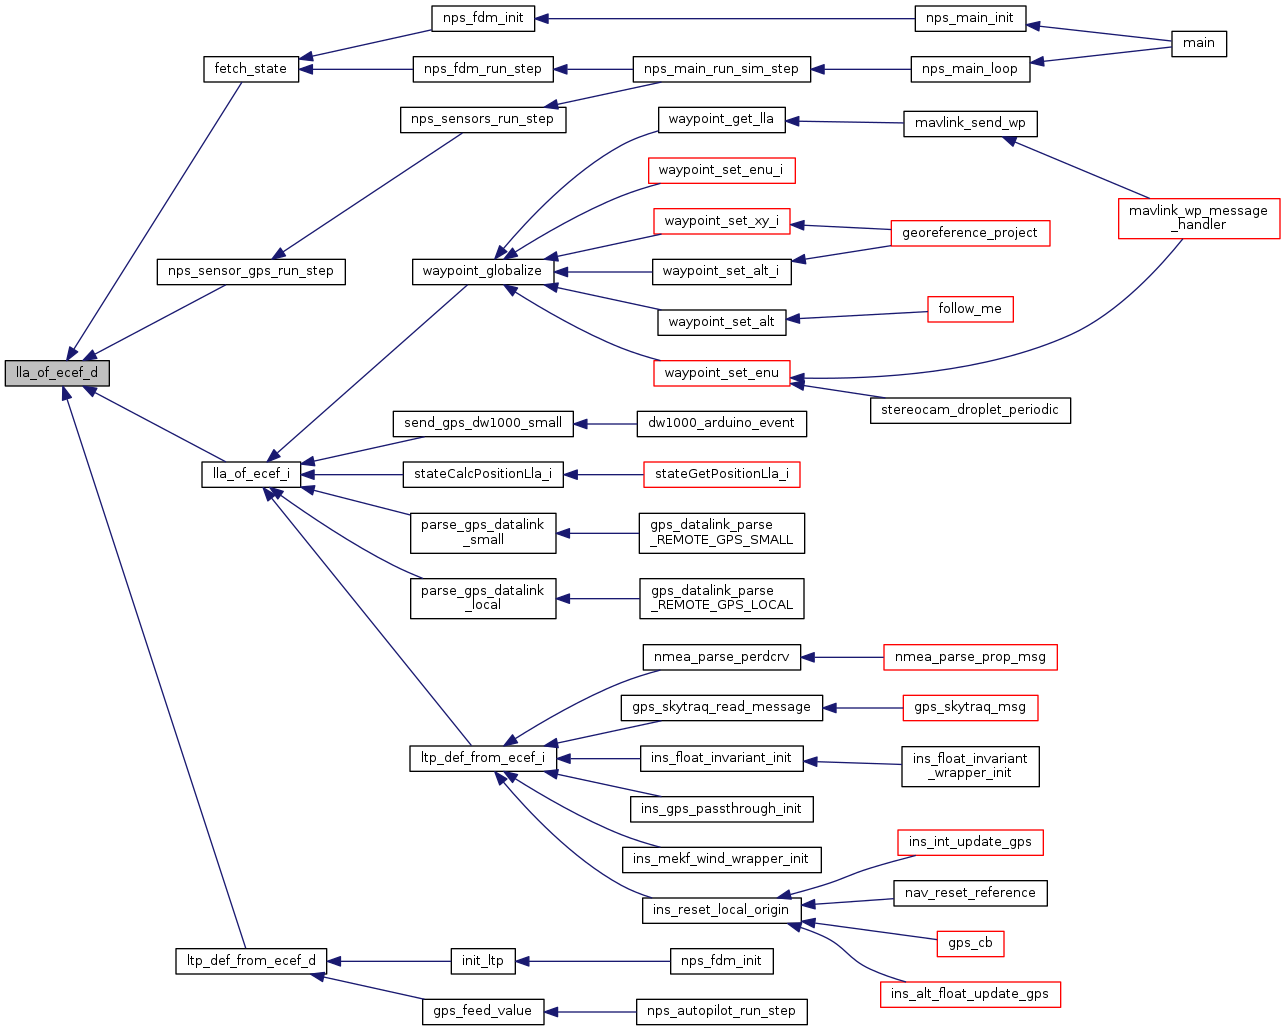 nps_fdm_init
nps_main_init
main
fetch_state
nps_fdm_run_step
nps_main_run_sim_step
nps_main_loop
nps_sensors_run_step
waypoint_get_lla
mavlink_send_wp
waypoint_set_enu_i
mavlink_wp_message
_handler
waypoint_set_xy_i
georeference_project
nps_sensor_gps_run_step
waypoint_globalize
waypoint_set_alt_i
waypoint_set_alt
follow_me
lla_of_ecef_d
waypoint_set_enu
stereocam_droplet_periodic
send_gps_dw1000_small
dw1000_arduino_event
lla_of_ecef_i
stateCalcPositionLla_i
stateGetPositionLla_i
parse_gps_datalink
_small
gps_datalink_parse
_REMOTE_GPS_SMALL
parse_gps_datalink
_local
gps_datalink_parse
_REMOTE_GPS_LOCAL
nmea_parse_perdcrv
nmea_parse_prop_msg
gps_skytraq_read_message
gps_skytraq_msg
ltp_def_from_ecef_i
ins_float_invariant_init
ins_float_invariant
_wrapper_init
ins_gps_passthrough_init
ins_mekf_wind_wrapper_init
ins_int_update_gps
nav_reset_reference
ins_reset_local_origin
gps_cb
ins_alt_float_update_gps
ltp_def_from_ecef_d
init_ltp
nps_fdm_init
gps_feed_value
nps_autopilot_run_step